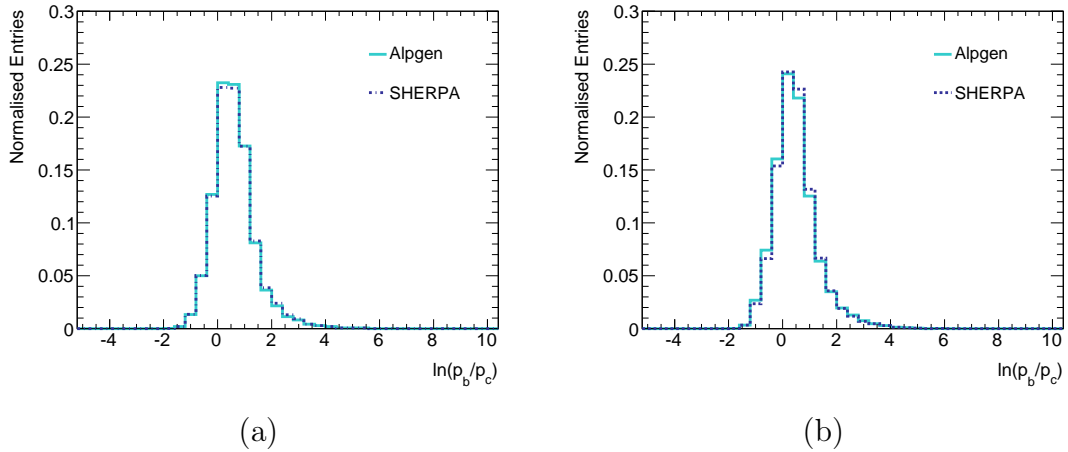 Normalised Entries
0.3
0.25
0.2
0.15
0.1
0.05
0
-4 -2 0 2 4 6 8 10
ln(p_b/p_c)
Alpgen
SHERPA
(a)
Normalised Entries
0.3
0.25
0.2
0.15
0.1
0.05
0
-4 -2 0 2 4 6 8 10
ln(p_b/p_c)
Alpgen
SHERPA
(b)